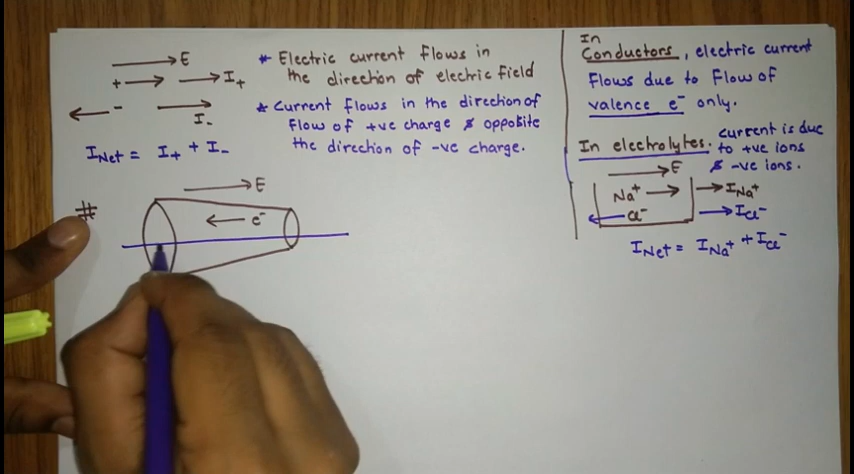 E
+ I+
-
I-
INet = I+ + I-
* Electric current flows in
the direction of electric field
* Current flows in the direction of
flow of +ve charge & oppobite
the direction of -ve charge.
In
Conductors, electric current
flows due to flow of
valence e⁻ only.
In electrolytes. current is due
to +ve ions
& -ve ions.
E
Na⁺ INa⁺
Cl⁻ ICl⁻
INet = INa⁺ + ICl⁻
#
E
e⁻